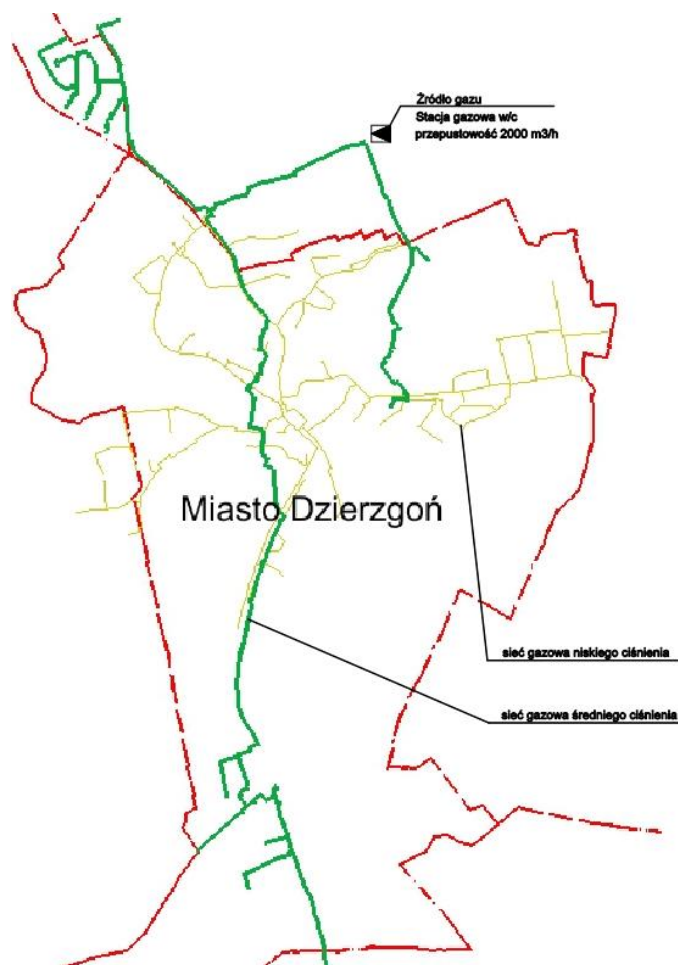 Źródło gazu
Stacja gazowa w/c
przepustowość 2000 m3/h
Miasto Dzierzgoń
sieć gazowa niskiego ciśnienia
sieć gazowa średniego ciśnienia